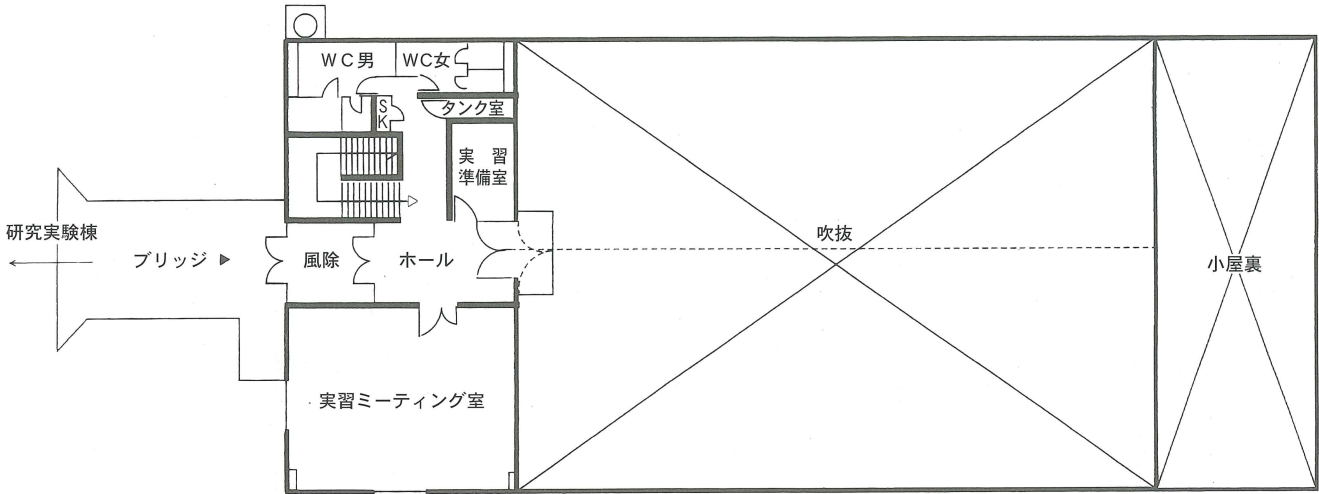 WC男
WC女
SK
タンク室
実習
準備室
研究実験棟
ブリッジ
風除
ホール
吹抜
小屋裏
実習ミーティング室